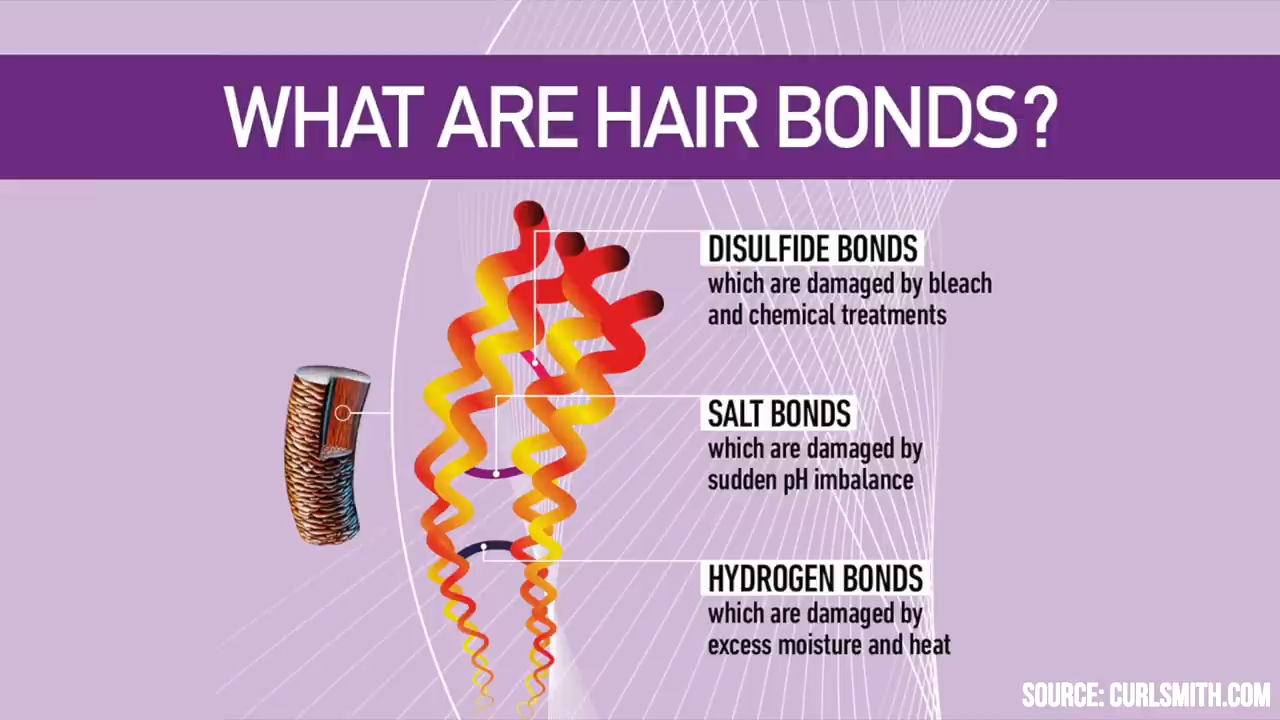 WHAT ARE HAIR BONDS?
DISULFIDE BONDS
which are damaged by bleach
and chemical treatments
SALT BONDS
which are damaged by
sudden pH imbalance
HYDROGEN BONDS
which are damaged by
excess moisture and heat
SOURCE: CURLSMITH.COM